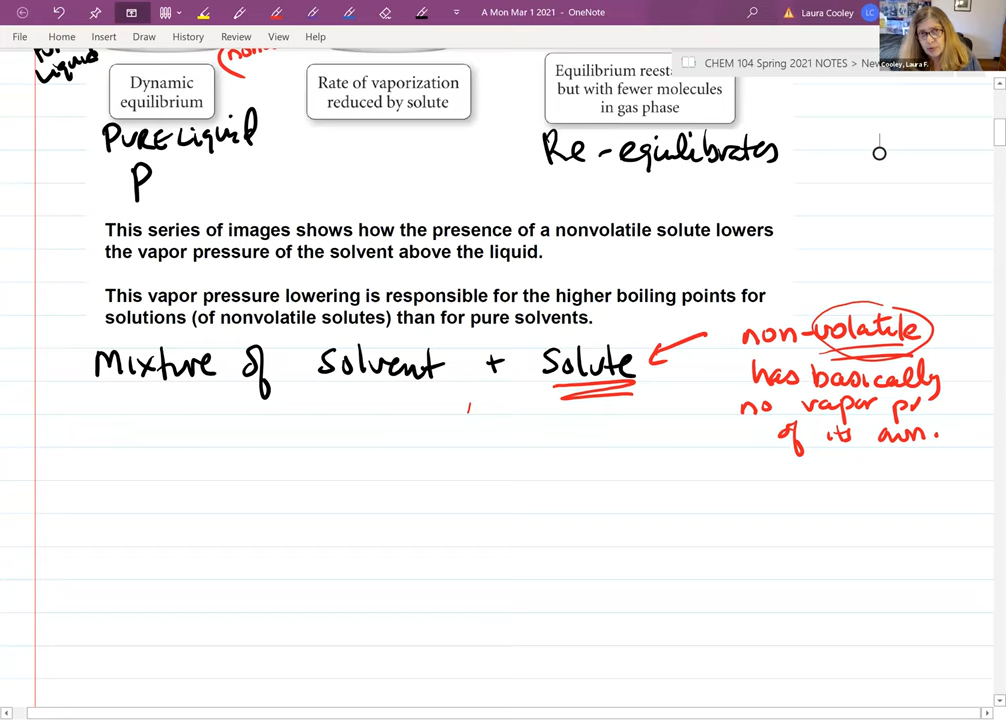 A Mon Mar 1 2021 - OneNote
Laura Cooley
LC
File Home Insert Draw History Review View Help
Cooley, Laura F.
CHEM 104 Spring 2021 NOTES > New
Liquid
Dynamic
equilibrium
Rate of vaporization
reduced by solute
Equilibrium reest
but with fewer molecules
in gas phase
PURE Liquid
P
Re-equilibrates
This series of images shows how the presence of a nonvolatile solute lowers
the vapor pressure of the solvent above the liquid.
This vapor pressure lowering is responsible for the higher boiling points for
solutions (of nonvolatile solutes) than for pure solvents.
Mixture of Solvent + Solute
non-volatile
has basically
no vapor pr
of its own.